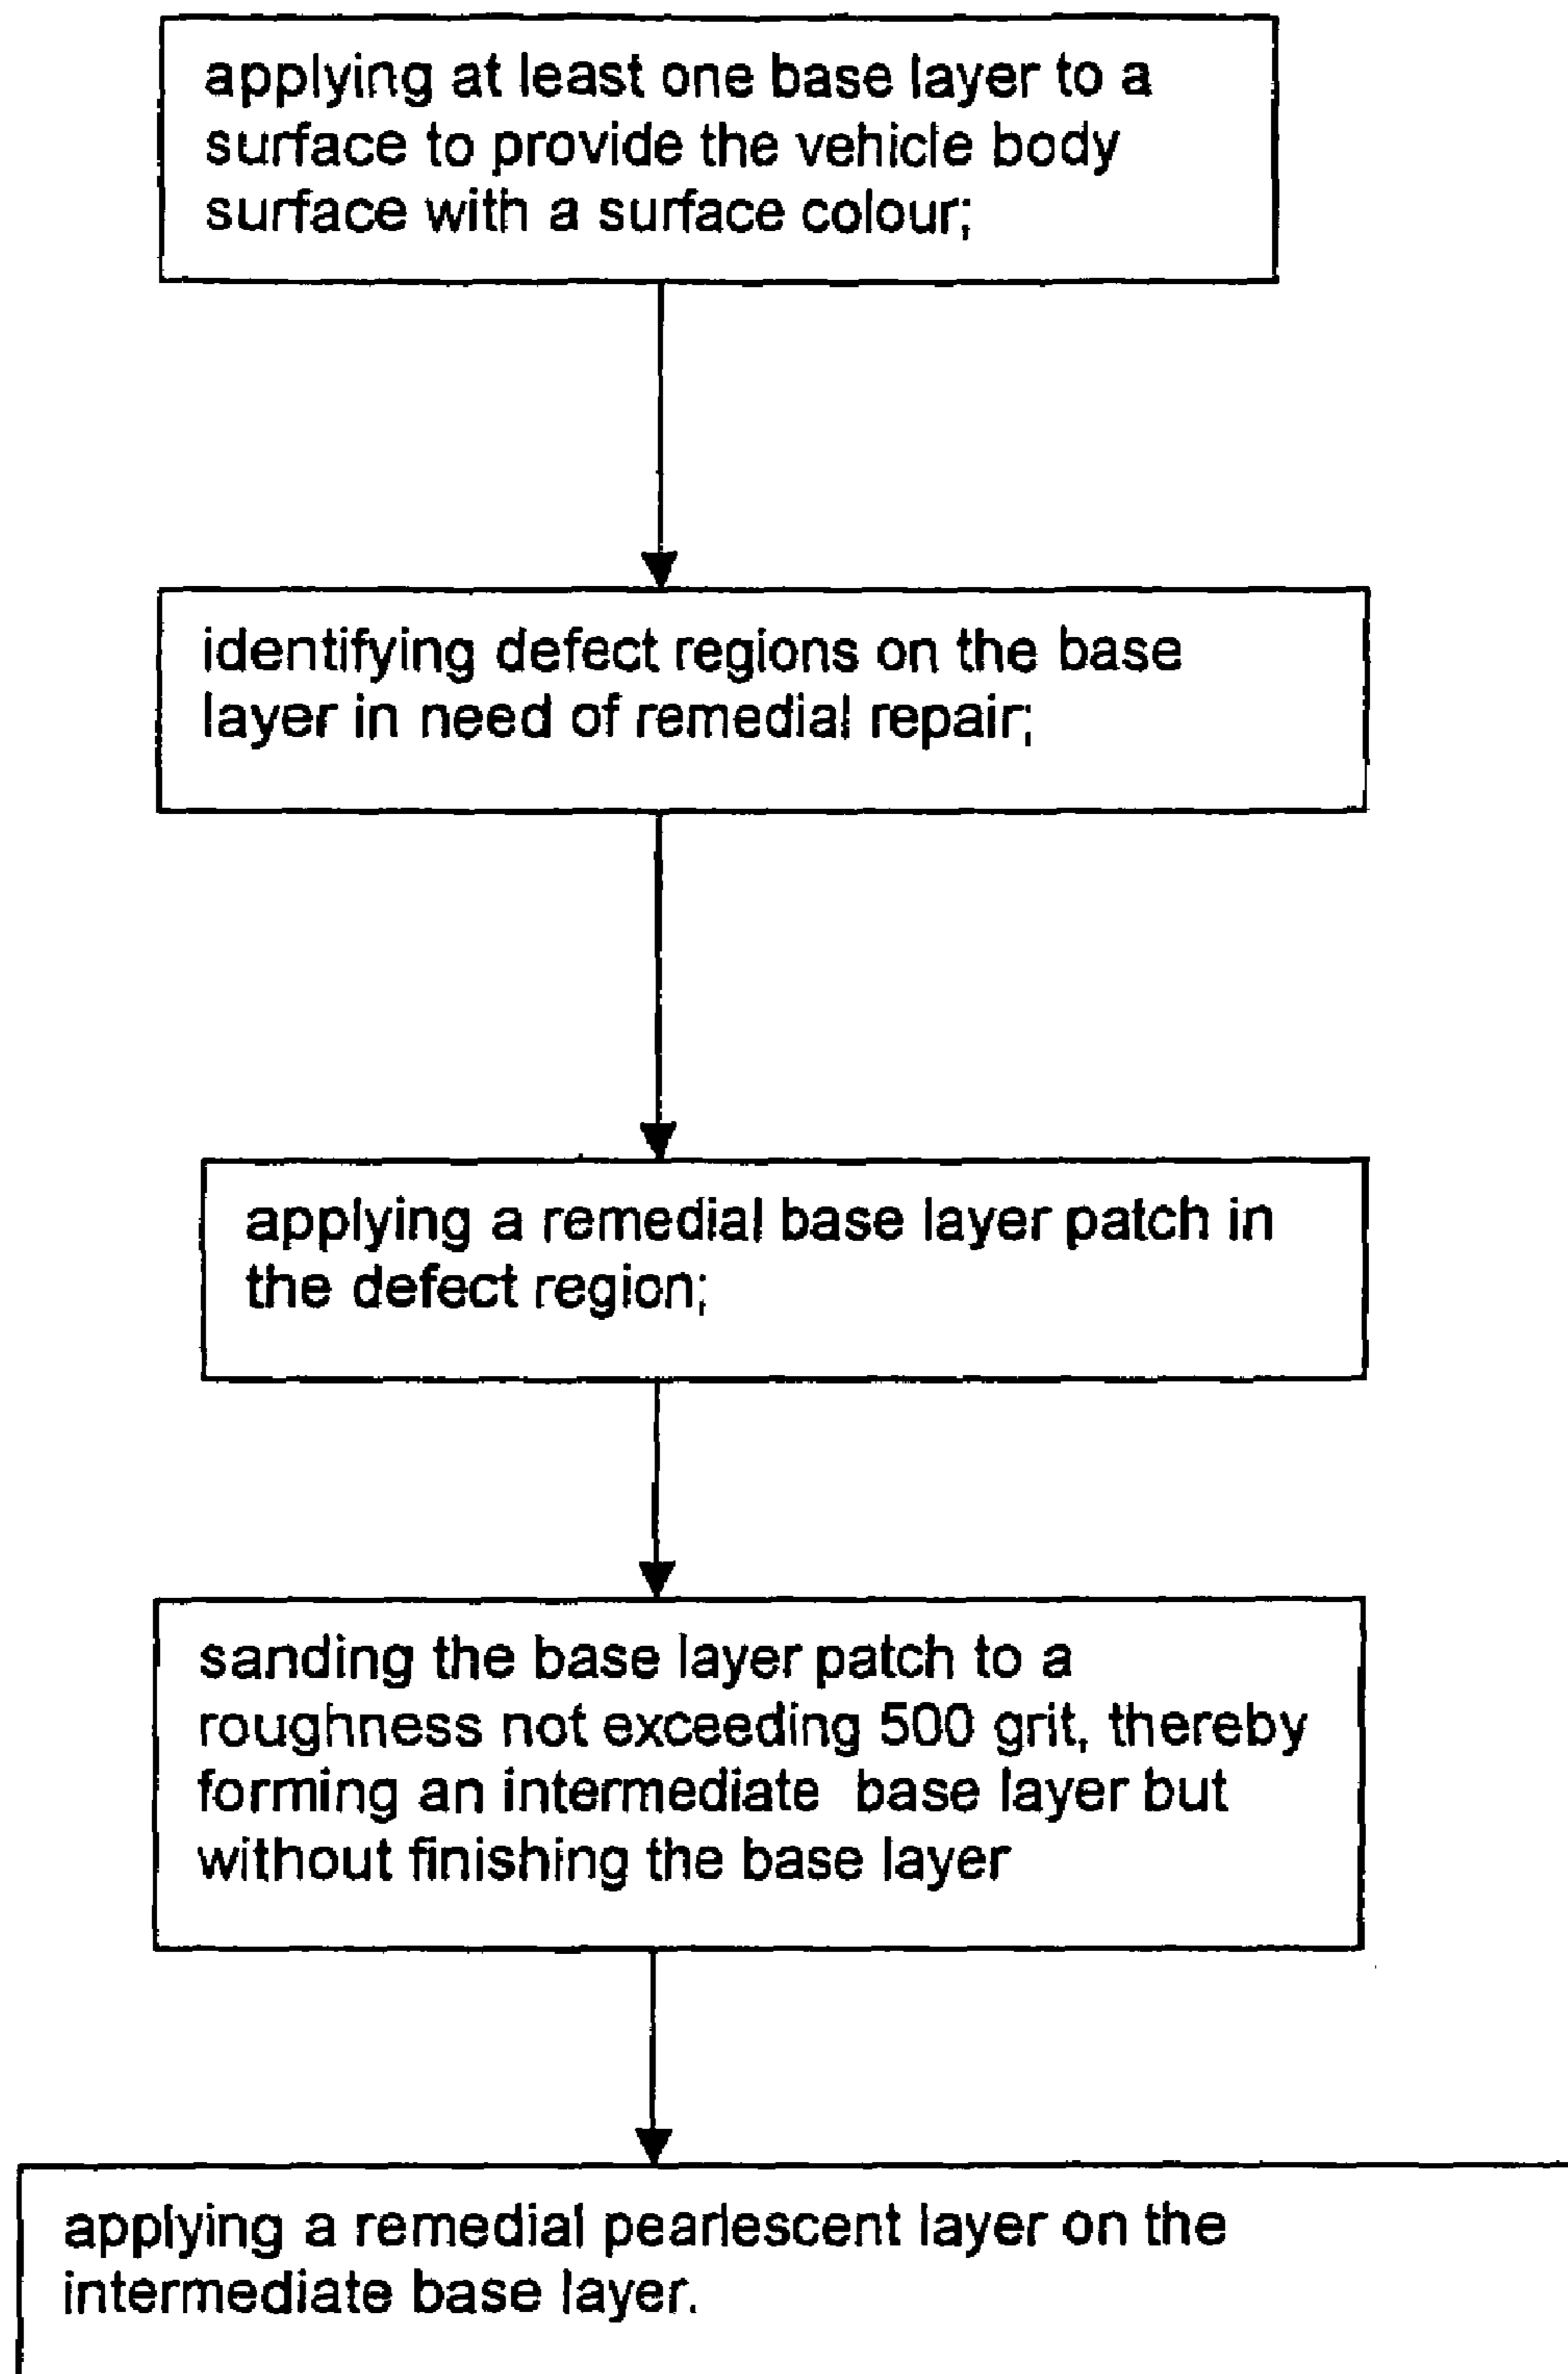 applying at least one base layer to a
surface to provide the vehicle body
surface with a surface colour;
identifying defect regions on the base
layer in need of remedial repair;
applying a remedial base layer patch in
the defect region;
sanding the base layer patch to a
roughness not exceeding 500 grit, thereby
forming an intermediate base layer but
without finishing the base layer
applying a remedial pearlescent layer on the
intermediate base layer.